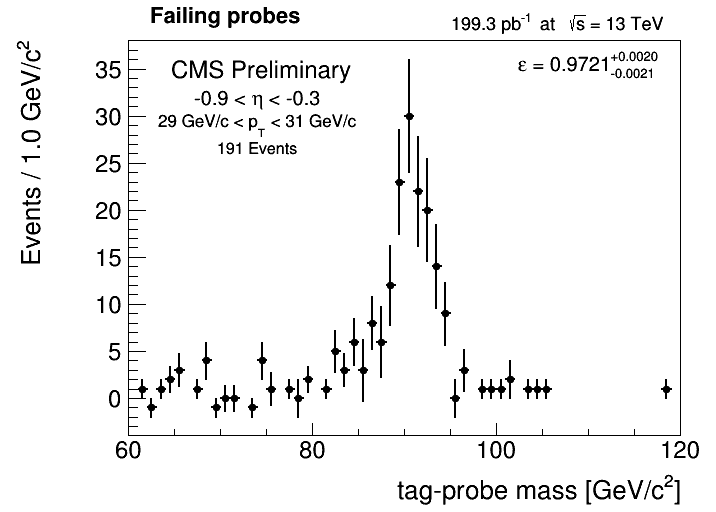 Failing probes
199.3 pb⁻¹ at √s = 13 TeV
CMS Preliminary
ε = 0.9721 +0.0020 -0.0021
-0.9 < η < -0.3
29 GeV/c < p_T < 31 GeV/c
191 Events
Events / 1.0 GeV/c²
35
30
25
20
15
10
5
0
60 80 100 120
tag-probe mass [GeV/c²]